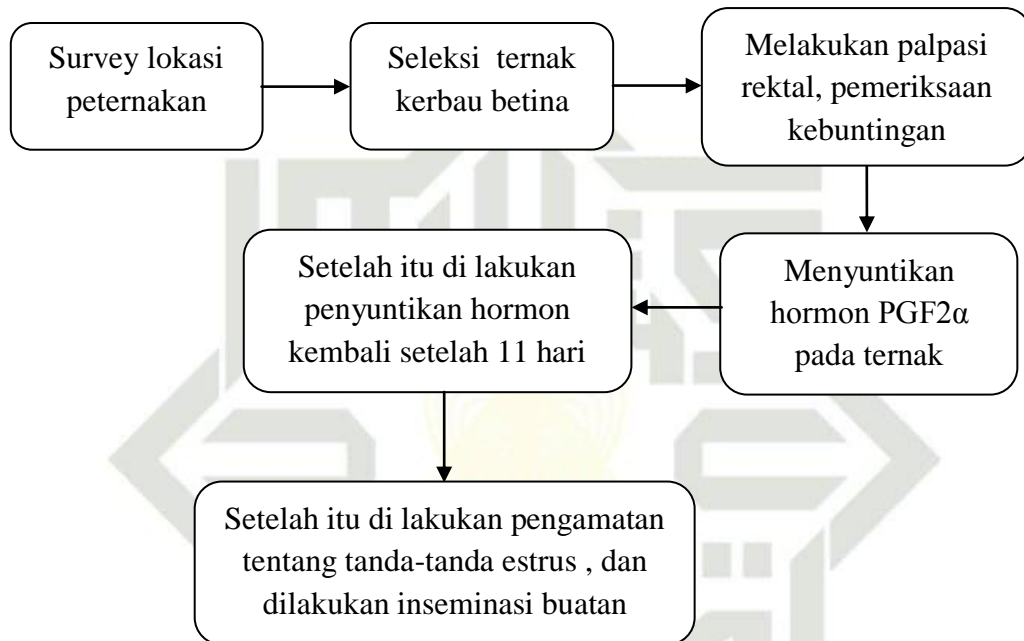 Survey lokasi
peternakan
Seleksi ternak
kerbau betina
Melakukan palpasi
rektal, pemeriksaan
kebuntingan
Menyuntikan
hormon PGF2α
pada ternak
Setelah itu di lakukan
penyuntikan hormon
kembali setelah 11 hari
Setelah itu di lakukan pengamatan
tentang tanda-tanda estrus , dan
dilakukan inseminasi buatan